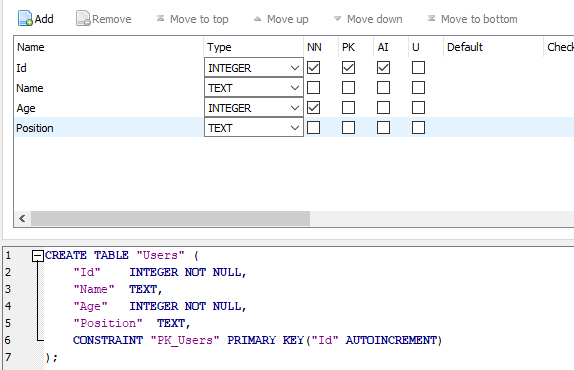 Add Remove Move to top Move up Move down Move to bottom
Name Type NN PK AI U Default Check
Id INTEGER
Name TEXT
Age INTEGER
Position TEXT
1 CREATE TABLE "Users" (
2 "Id" INTEGER NOT NULL,
3 "Name" TEXT,
4 "Age" INTEGER NOT NULL,
5 "Position" TEXT,
6 CONSTRAINT "PK_Users" PRIMARY KEY("Id" AUTOINCREMENT)
7 );